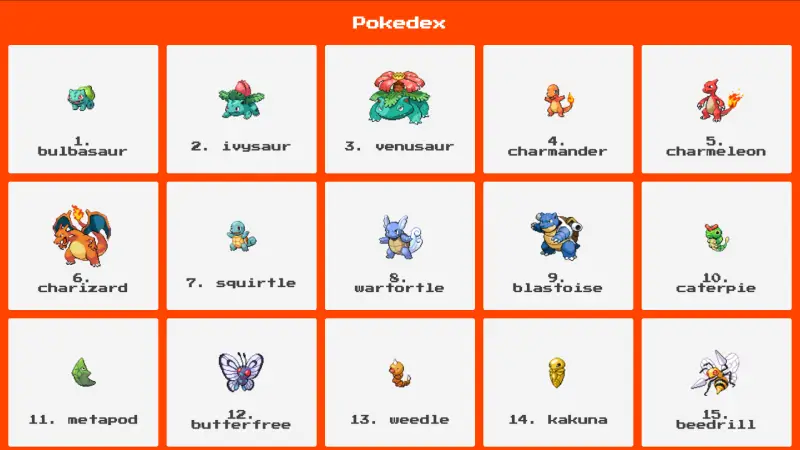 Pokedex
1.
bulbasaur
2. ivysaur
3. venusaur
4.
charmander
5.
charmeleon
6.
charizard
7. squirtle
8.
wartortle
9.
blastoise
10.
caterpie
11. metapod
12.
butterfree
13. weedle
14. kakuna
15.
beedrill